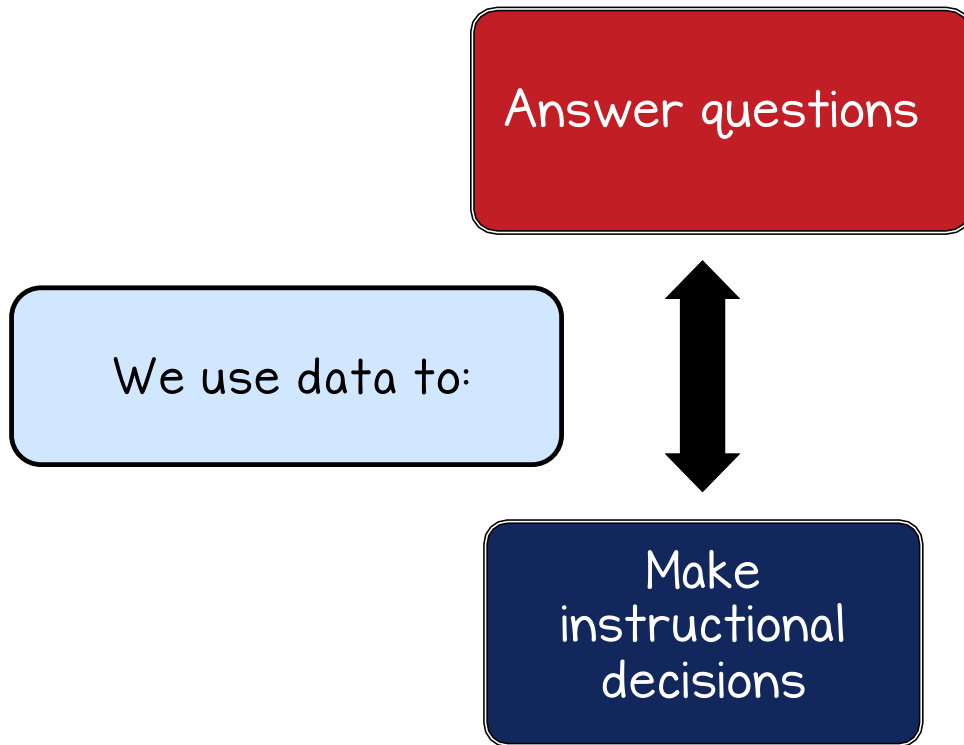 We use data to:
Answer questions
Make
instructional
decisions